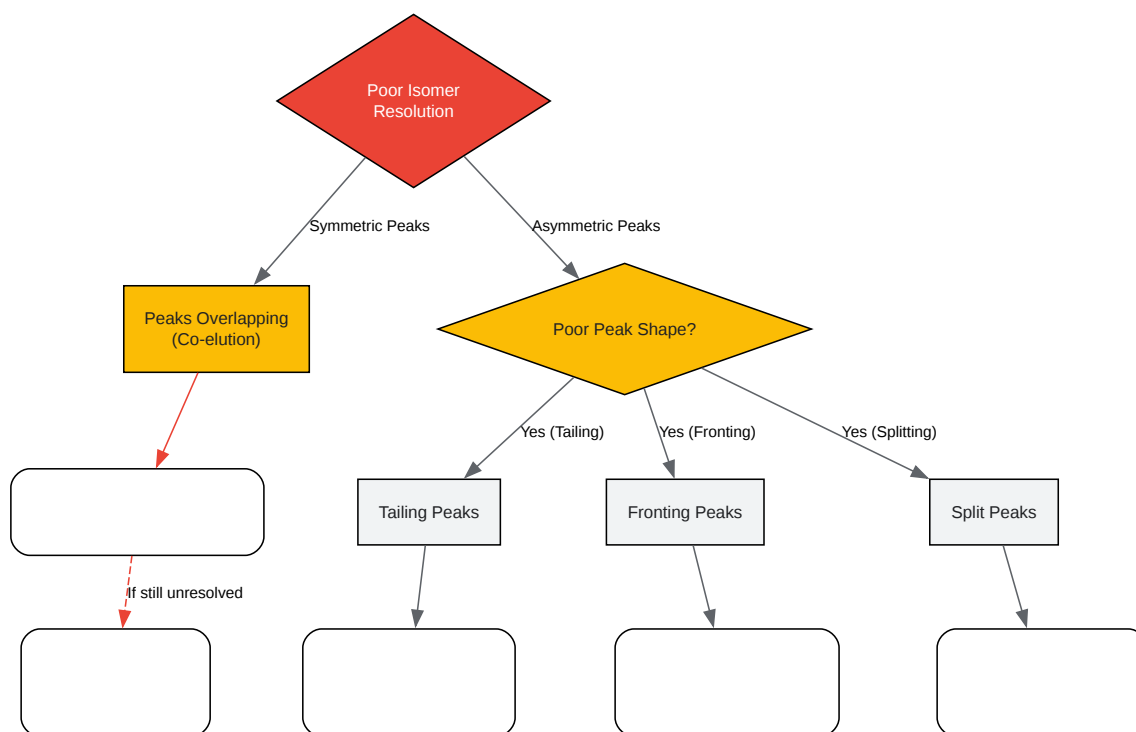 Poor Isomer
Resolution
Symmetric Peaks
Asymmetric Peaks
Peaks Overlapping
(Co-elution)
Poor Peak Shape?
Yes (Tailing)
Yes (Fronting)
Yes (Splitting)
Tailing Peaks
Fronting Peaks
Split Peaks
If still unresolved